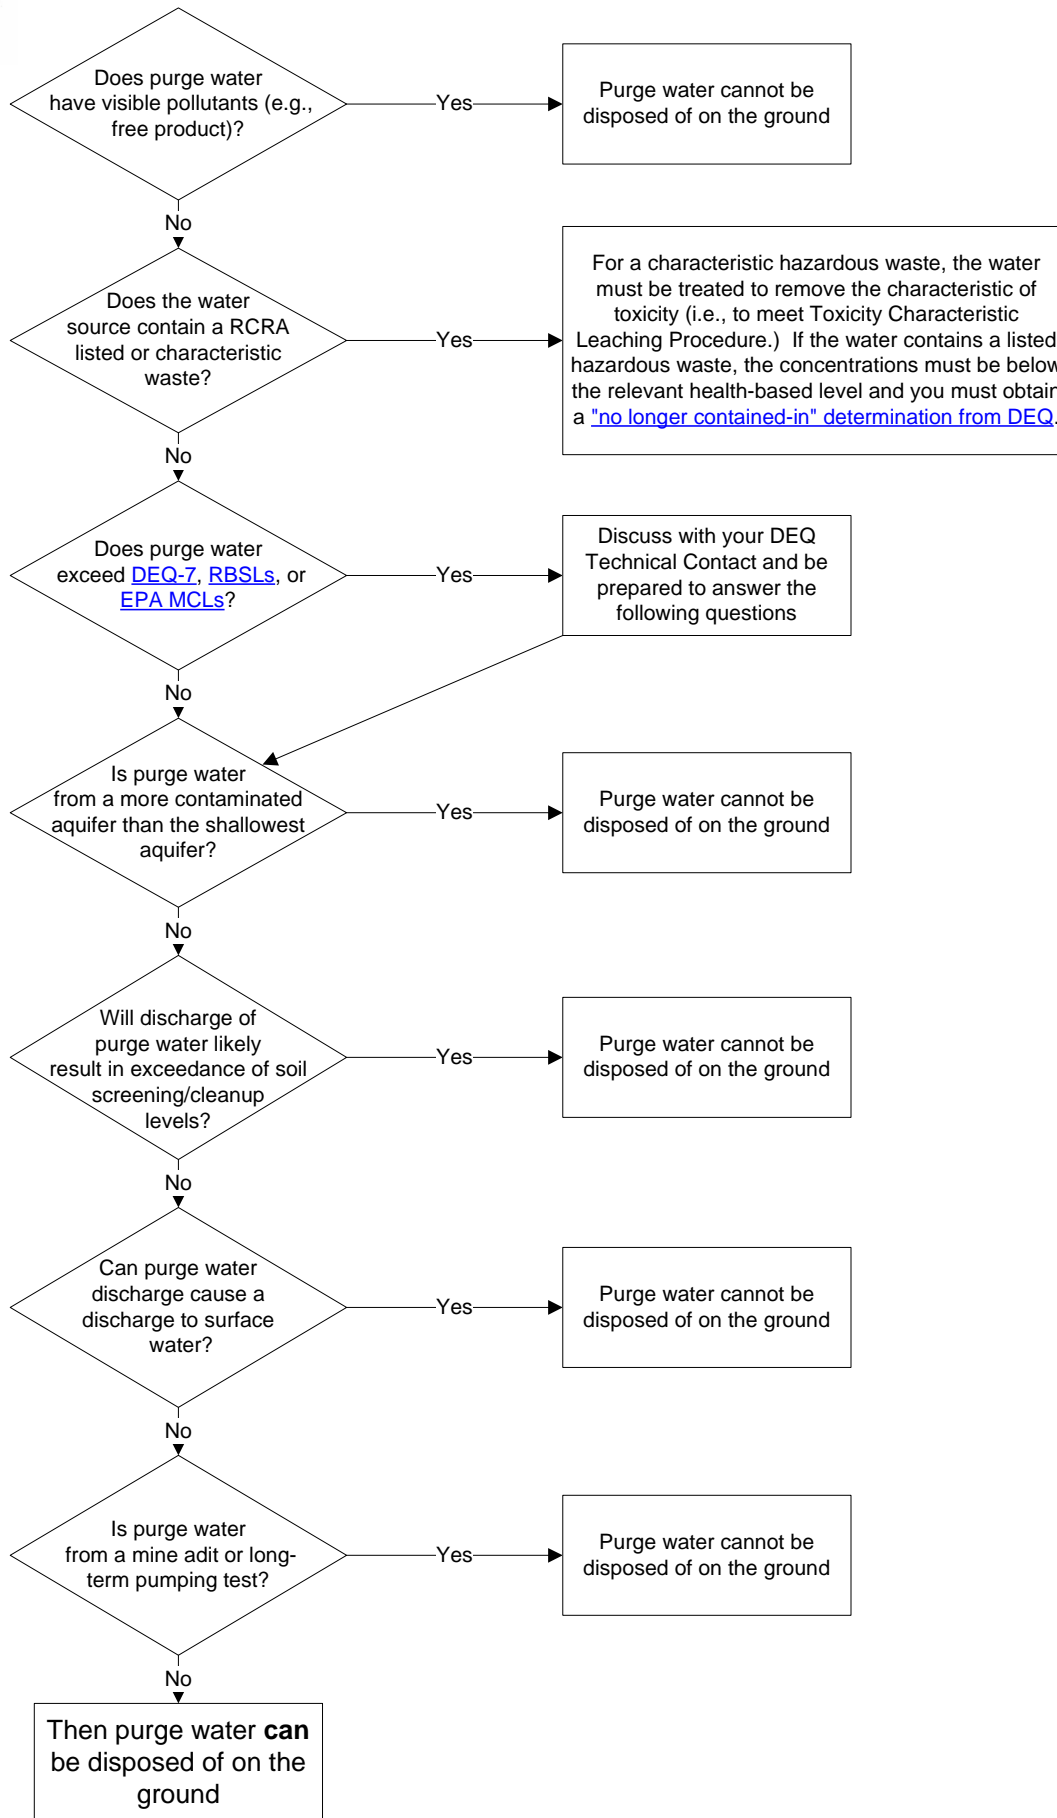 Does purge water
have visible pollutants (e.g.,
free product)?
Yes
Purge water cannot be
disposed of on the ground
No
Does the water
source contain a RCRA
listed or characteristic
waste?
Yes
For a characteristic hazardous waste, the water
must be treated to remove the characteristic of
toxicity (i.e., to meet Toxicity Characteristic
Leaching Procedure.)  If the water contains a listed
hazardous waste, the concentrations must be below
the relevant health-based level and you must obtain
a "no longer contained-in" determination from DEQ.
No
Does purge water
exceed DEQ-7, RBSLs, or
EPA MCLs?
Yes
Discuss with your DEQ
Technical Contact and be
prepared to answer the
following questions
No
Is purge water
from a more contaminated
aquifer than the shallowest
aquifer?
Yes
Purge water cannot be
disposed of on the ground
No
Will discharge of
purge water likely
result in exceedance of soil
screening/cleanup
levels?
Yes
Purge water cannot be
disposed of on the ground
No
Can purge water
discharge cause a
discharge to surface
water?
Yes
Purge water cannot be
disposed of on the ground
No
Is purge water
from a mine adit or long-
term pumping test?
Yes
Purge water cannot be
disposed of on the ground
No
Then purge water can
be disposed of on the
ground